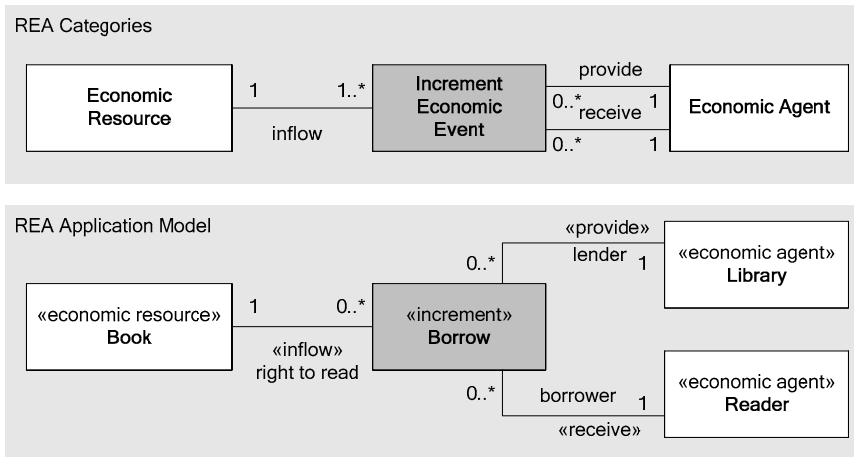 REA Categories
Economic
Resource
1
1..*
inflow
Increment
Economic
Event
provide
0..*
1
receive
0..*
1
Economic Agent
REA Application Model
«economic resource»
Book
1
0..*
«inflow»
right to read
«increment»
Borrow
0..*
«provide»
lender
1
«economic agent»
Library
0..*
borrower
1
«receive»
«economic agent»
Reader